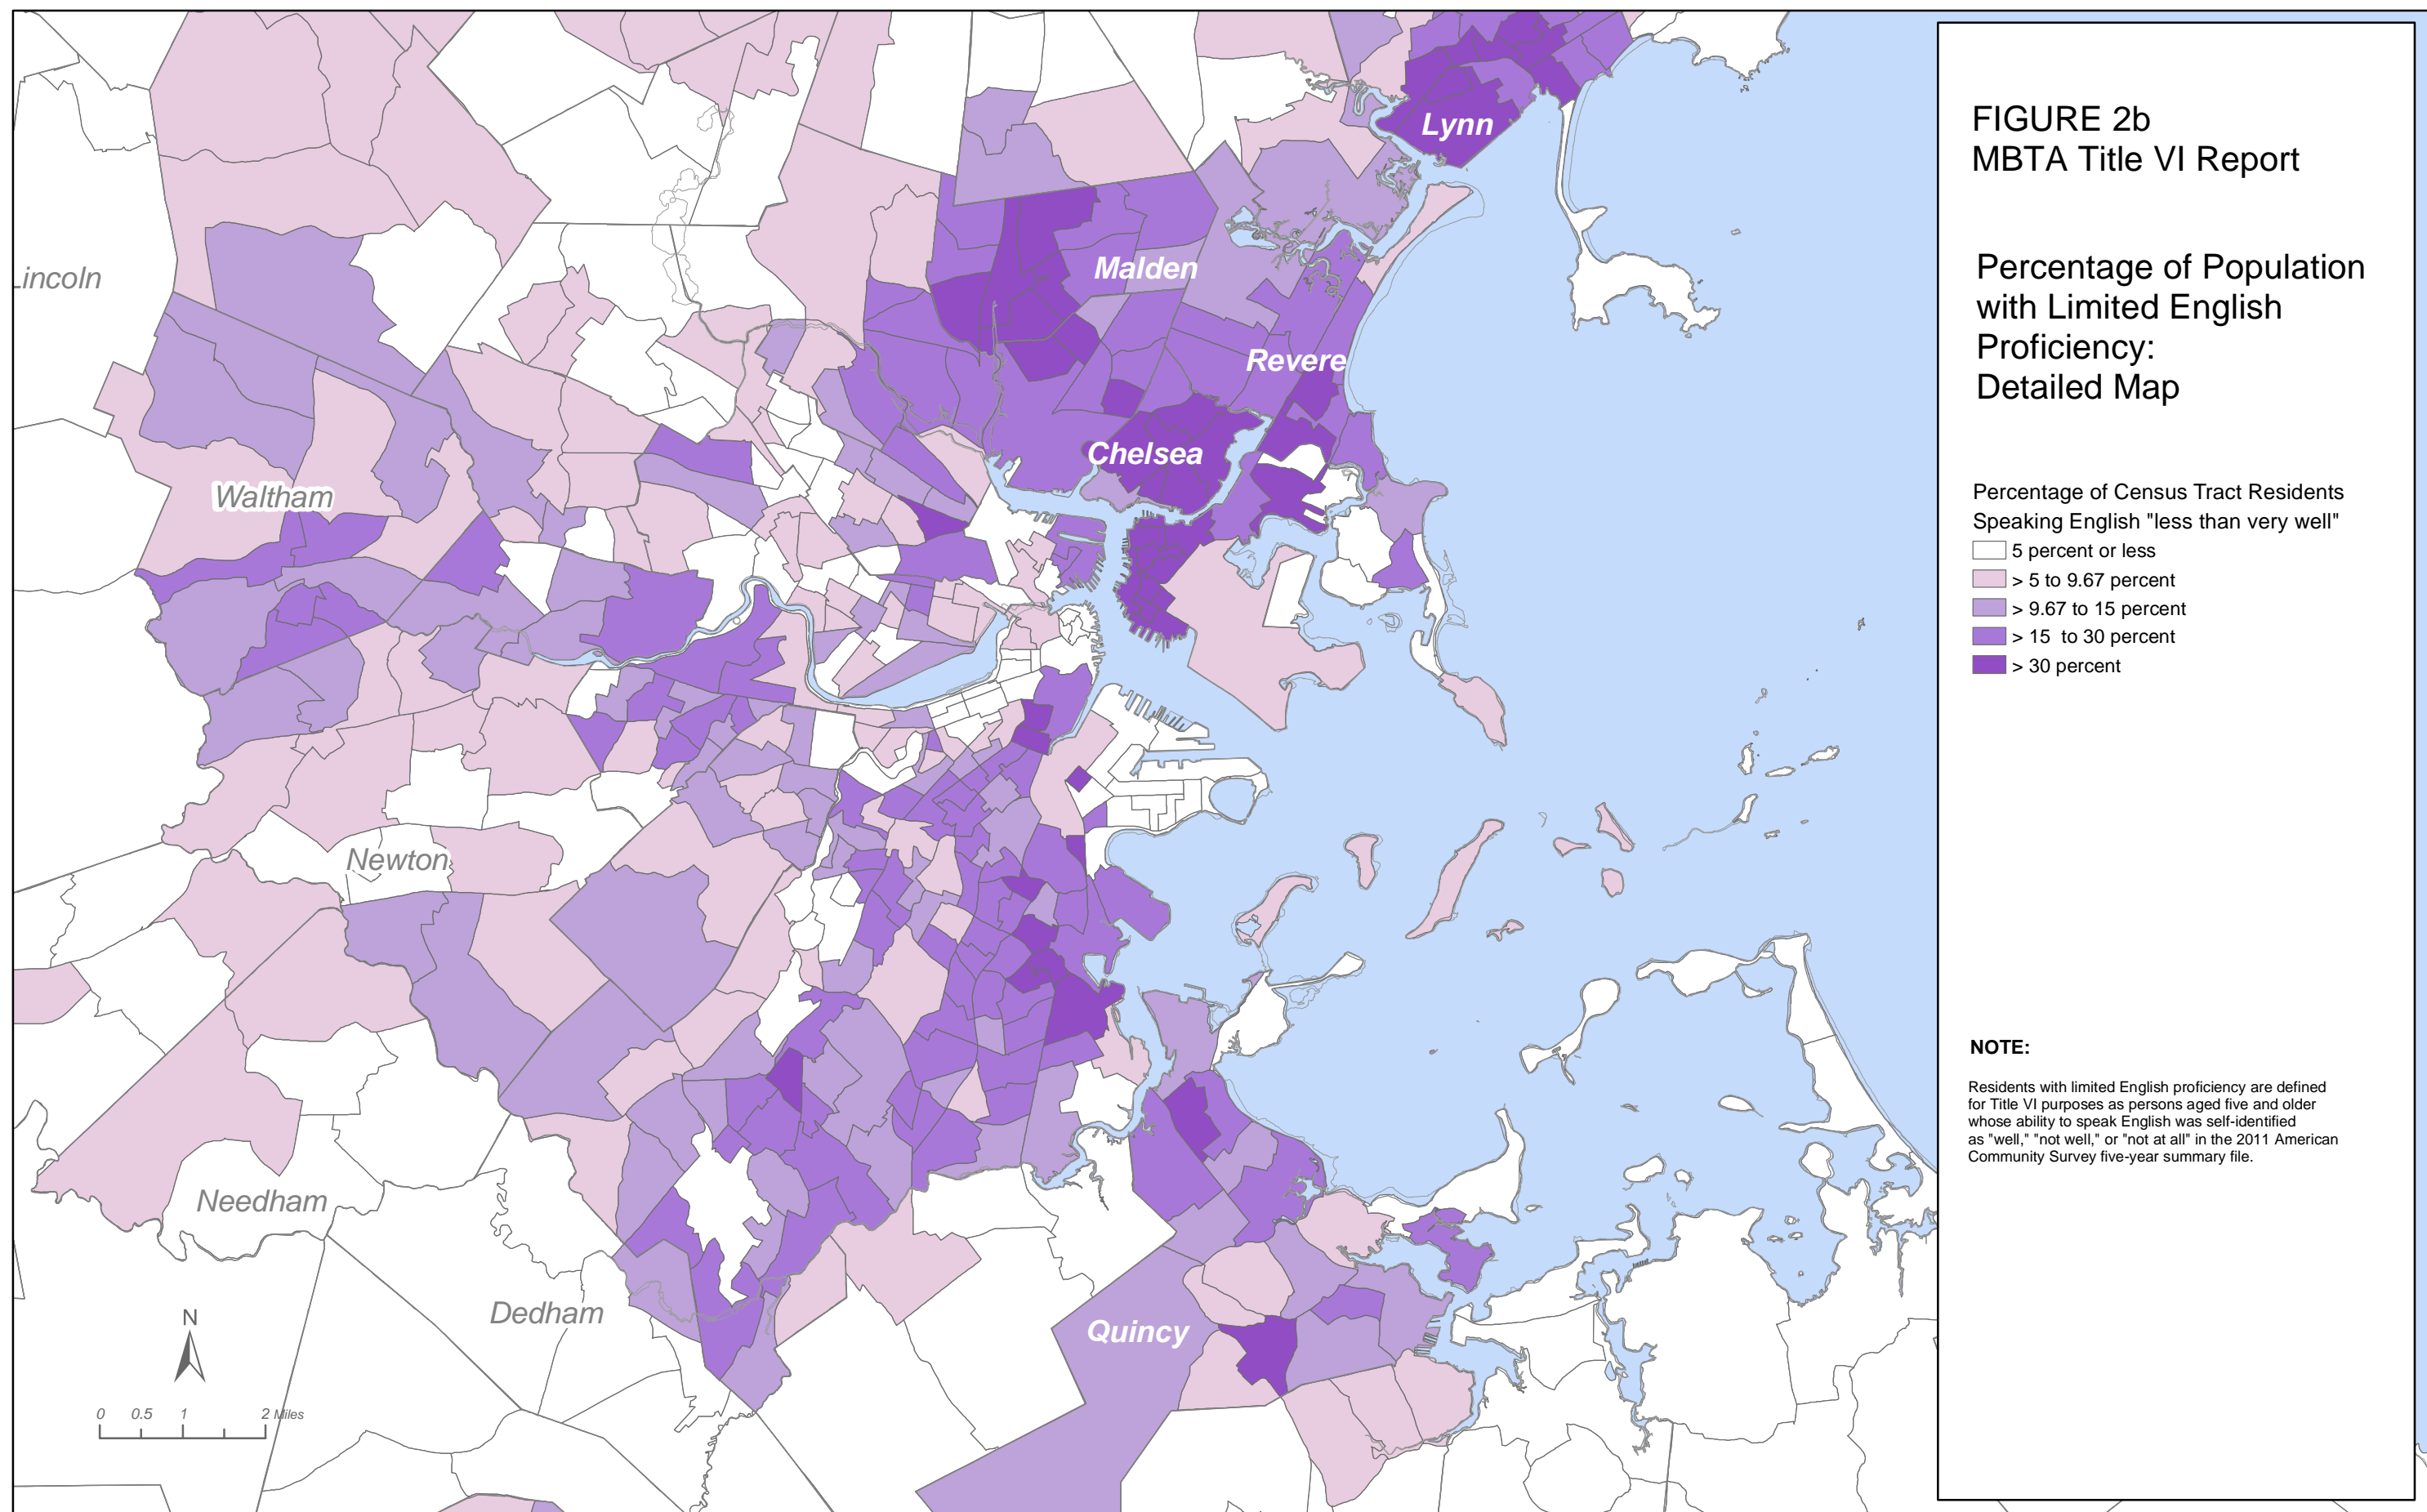 FIGURE 2b
MBTA Title VI Report
Percentage of Population
with Limited English
Proficiency:
Detailed Map
Percentage of Census Tract Residents
Speaking English "less than very well"
5 percent or less
> 5 to 9.67 percent
> 9.67 to 15 percent
> 15 to 30 percent
> 30 percent
NOTE:
Residents with limited English proficiency are defined
for Title VI purposes as persons aged five and older
whose ability to speak English was self-identified
as "well," "not well," or "not at all" in the 2011 American
Community Survey five-year summary file.
Lynn
Malden
Lincoln
Revere
Chelsea
Waltham
Newton
Needham
Dedham
Quincy
N
0 0.5 1 2 Miles